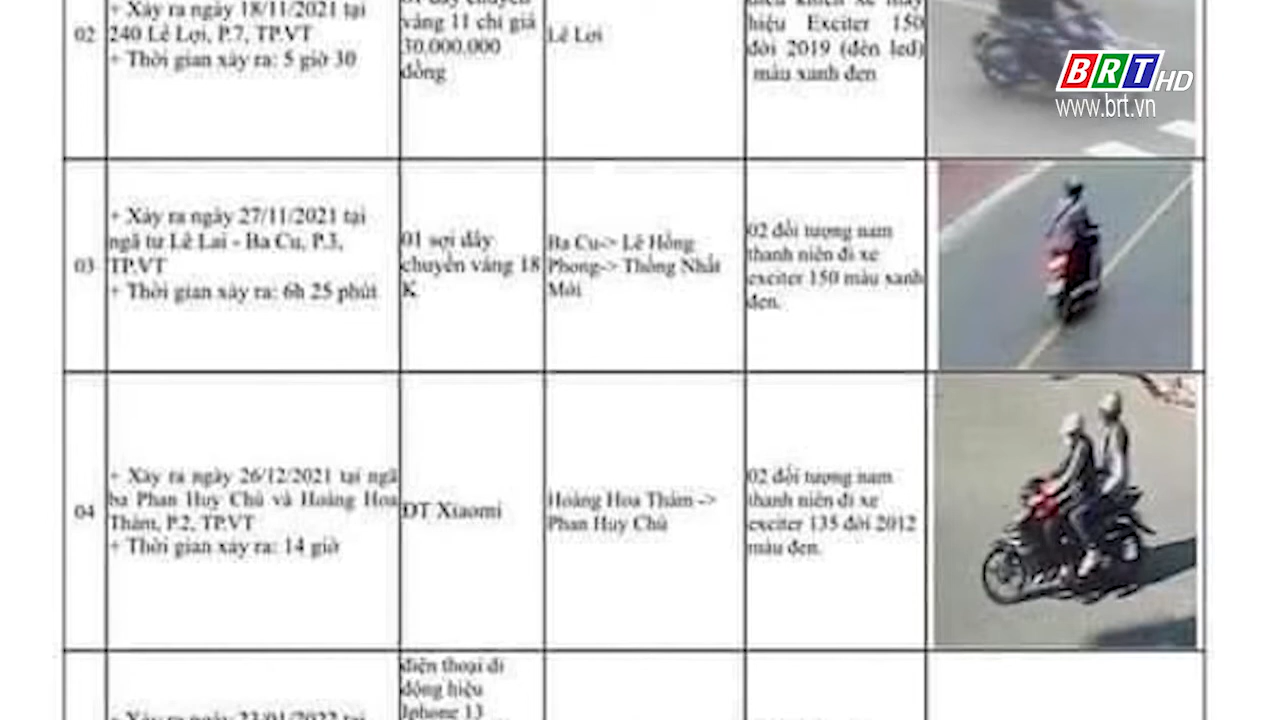 + Xảy ra ngày 18/11/2021 tại
240 Lê Lợi, P.7, TP.VT
+ Thời gian xảy ra: 5 giờ 30
02
vàng 11 chỉ giá
30.000.000
đồng
Lê Lợi
hiệu Exciter 150
đời 2019 (đèn led)
màu xanh đen
BRT HD
www.brt.vn
03
+ Xảy ra ngày 27/11/2021 tại
ngã tư Lê Lai - Ba Cu, P.3,
TP.VT
+ Thời gian xảy ra: 6h 25 phút
01 sợi dây
chuyền vàng 18
K
Ba Cu-> Lê Hồng
Phong-> Thống Nhất
Mới
02 đối tượng nam
thanh niên đi xe
exciter 150 màu xanh
đen.
04
+ Xảy ra ngày 26/12/2021 tại ngã
ba Phan Huy Chú và Hoàng Hoa
Thám, P.2, TP.VT
+ Thời gian xảy ra: 14 giờ
ĐT Xiaomi
Hoàng Hoa Thám ->
Phan Huy Chú
02 đối tượng nam
thanh niên đi xe
exciter 135 đời 2012
màu đen.
điện thoại di
động hiệu
Iphone 13